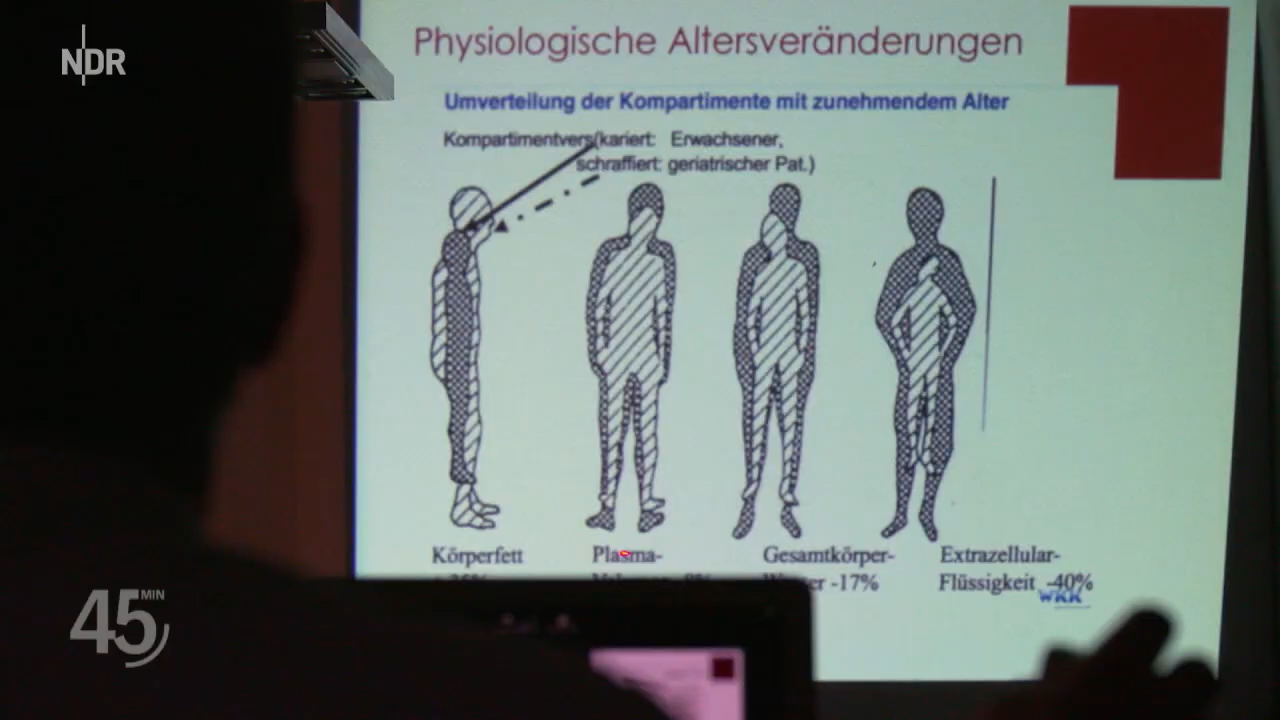 NDR
Physiologische Altersveränderungen
Umverteilung der Kompartimente mit zunehmendem Alter
Kompartimentvers(kariert: Erwachsener,
schraffiert: geriatrischer Pat.)
Körperfett
Plasma-
Gesamtkörper-
Extrazellular-
-17%
Flüssigkeit -40%
WKK
45 MIN